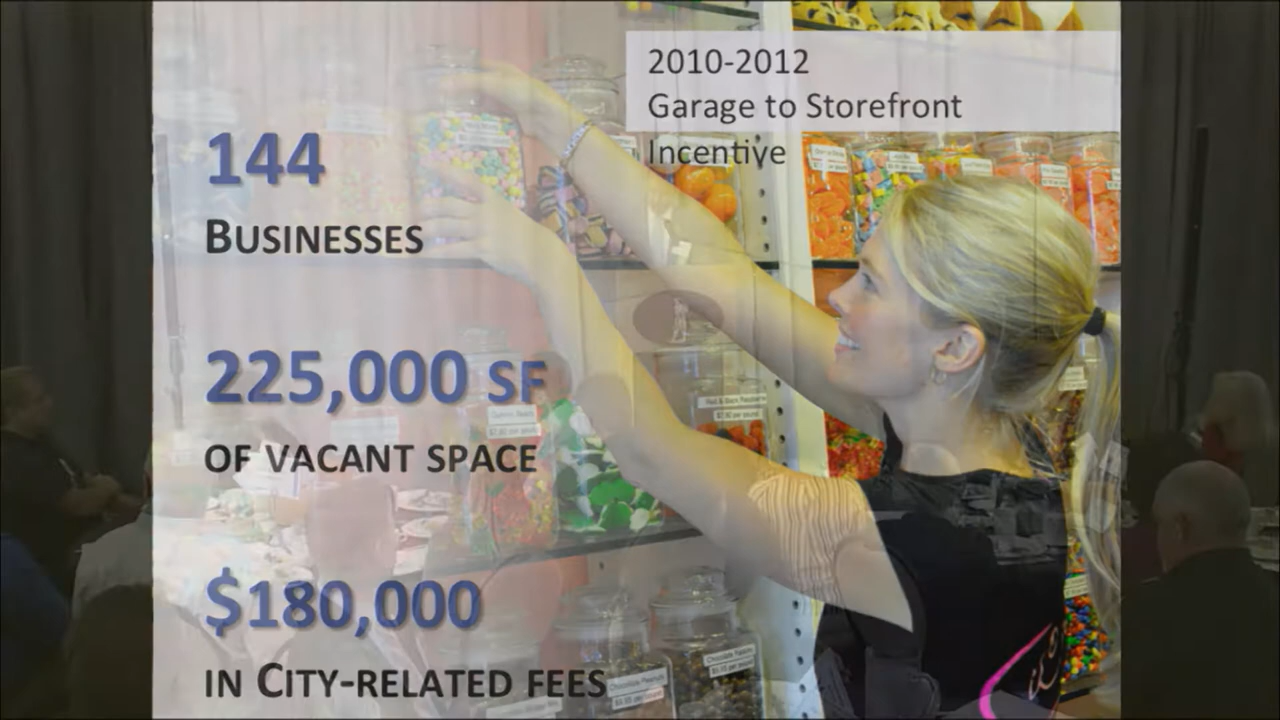 2010-2012
Garage to Storefront
Incentive
144
BUSINESSES
225,000 SF
OF VACANT SPACE
$180,000
IN CITY-RELATED FEES